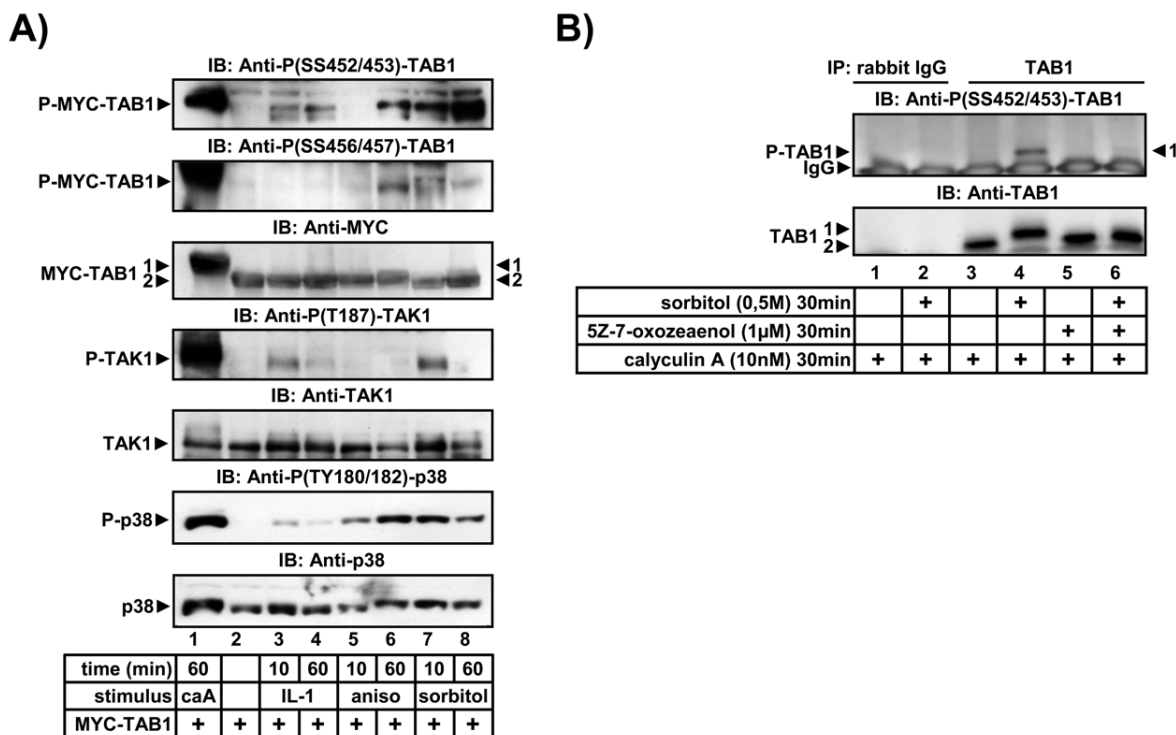 A)
IB: Anti-P(SS452/453)-TAB1
P-MYC-TAB1
IB: Anti-P(SS456/457)-TAB1
P-MYC-TAB1
IB: Anti-MYC
MYC-TAB1 1 1
2 2
IB: Anti-P(T187)-TAK1
P-TAK1
IB: Anti-TAK1
TAK1
IB: Anti-P(TY180/182)-p38
P-p38
IB: Anti-p38
p38
1 2 3 4 5 6 7 8
time (min) 60 10 60 10 60 10 60
stimulus caA IL-1 aniso sorbitol
MYC-TAB1 + + + + + + + +
B)
IP: rabbit IgG TAB1
IB: Anti-P(SS452/453)-TAB1
P-TAB1 1
IgG
IB: Anti-TAB1
TAB1 1
2
1 2 3 4 5 6
sorbitol (0,5M) 30min + + +
5Z-7-oxozeaenol (1µM) 30min + +
calyculin A (10nM) 30min + + + + + +